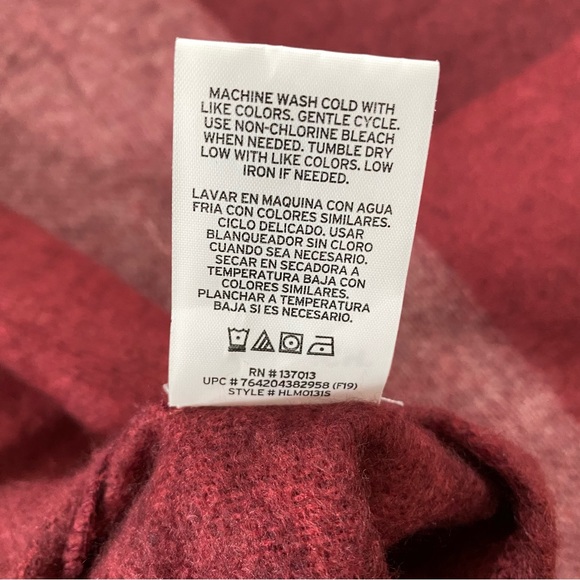 MACHINE WASH COLD WITH
LIKE COLORS. GENTLE CYCLE.
USE NON-CHLORINE BLEACH
WHEN NEEDED. TUMBLE DRY
LOW WITH LIKE COLORS. LOW
IRON IF NEEDED.
LAVAR EN MAQUINA CON AGUA
FRIA CON COLORES SIMILARES.
CICLO DELICADO. USAR
BLANQUEADOR SIN CLORO
CUANDO SEA NECESARIO.
SECAR EN SECADORA A
TEMPERATURA BAJA CON
COLORES SIMILARES.
PLANCHAR A TEMPERATURA
BAJA SI ES NECESARIO.
RN # 137013
UPC # 764204382958 (F19)
STYLE # HLM0131S